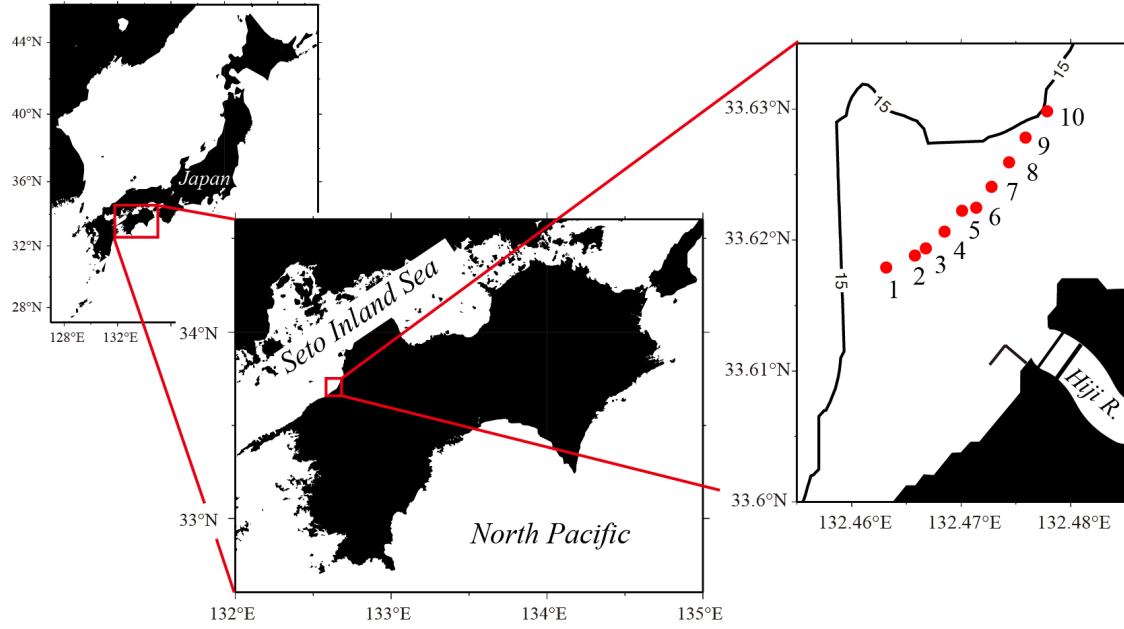 44°N
40°N
36°N
32°N
28°N
128°E
132°E
136°E
Japan
34°N
33°N
132°E
133°E
134°E
135°E
Seto Inland Sea
North Pacific
33.63°N
33.62°N
33.61°N
33.6°N
132.46°E
132.47°E
132.48°E
15
15
15
10
9
8
7
6
5
4
3
2
1
Hiji R.